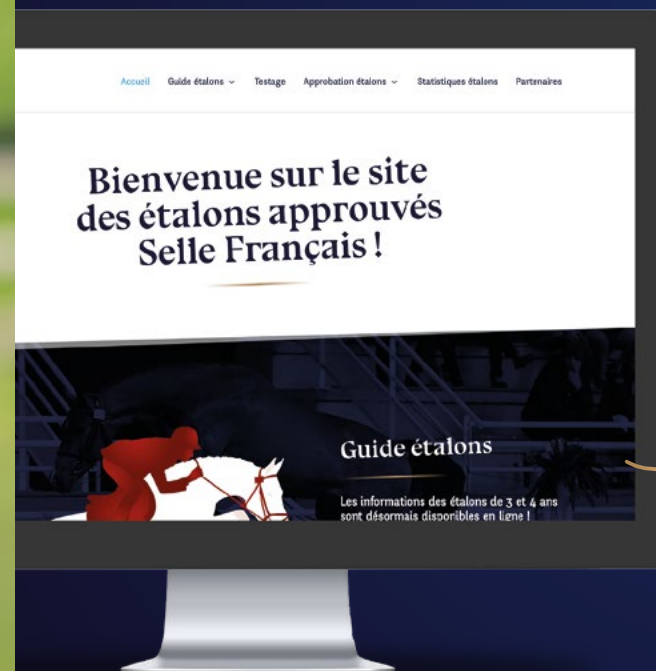 Accueil Guide étalons Testage Approbation étalons Statistiques étalons Partenaires
Bienvenue sur le site
des étalons approuvés
Selle Français !
Guide étalons
Les informations des étalons de 3 et 4 ans
sont désormais disponibles en ligne !